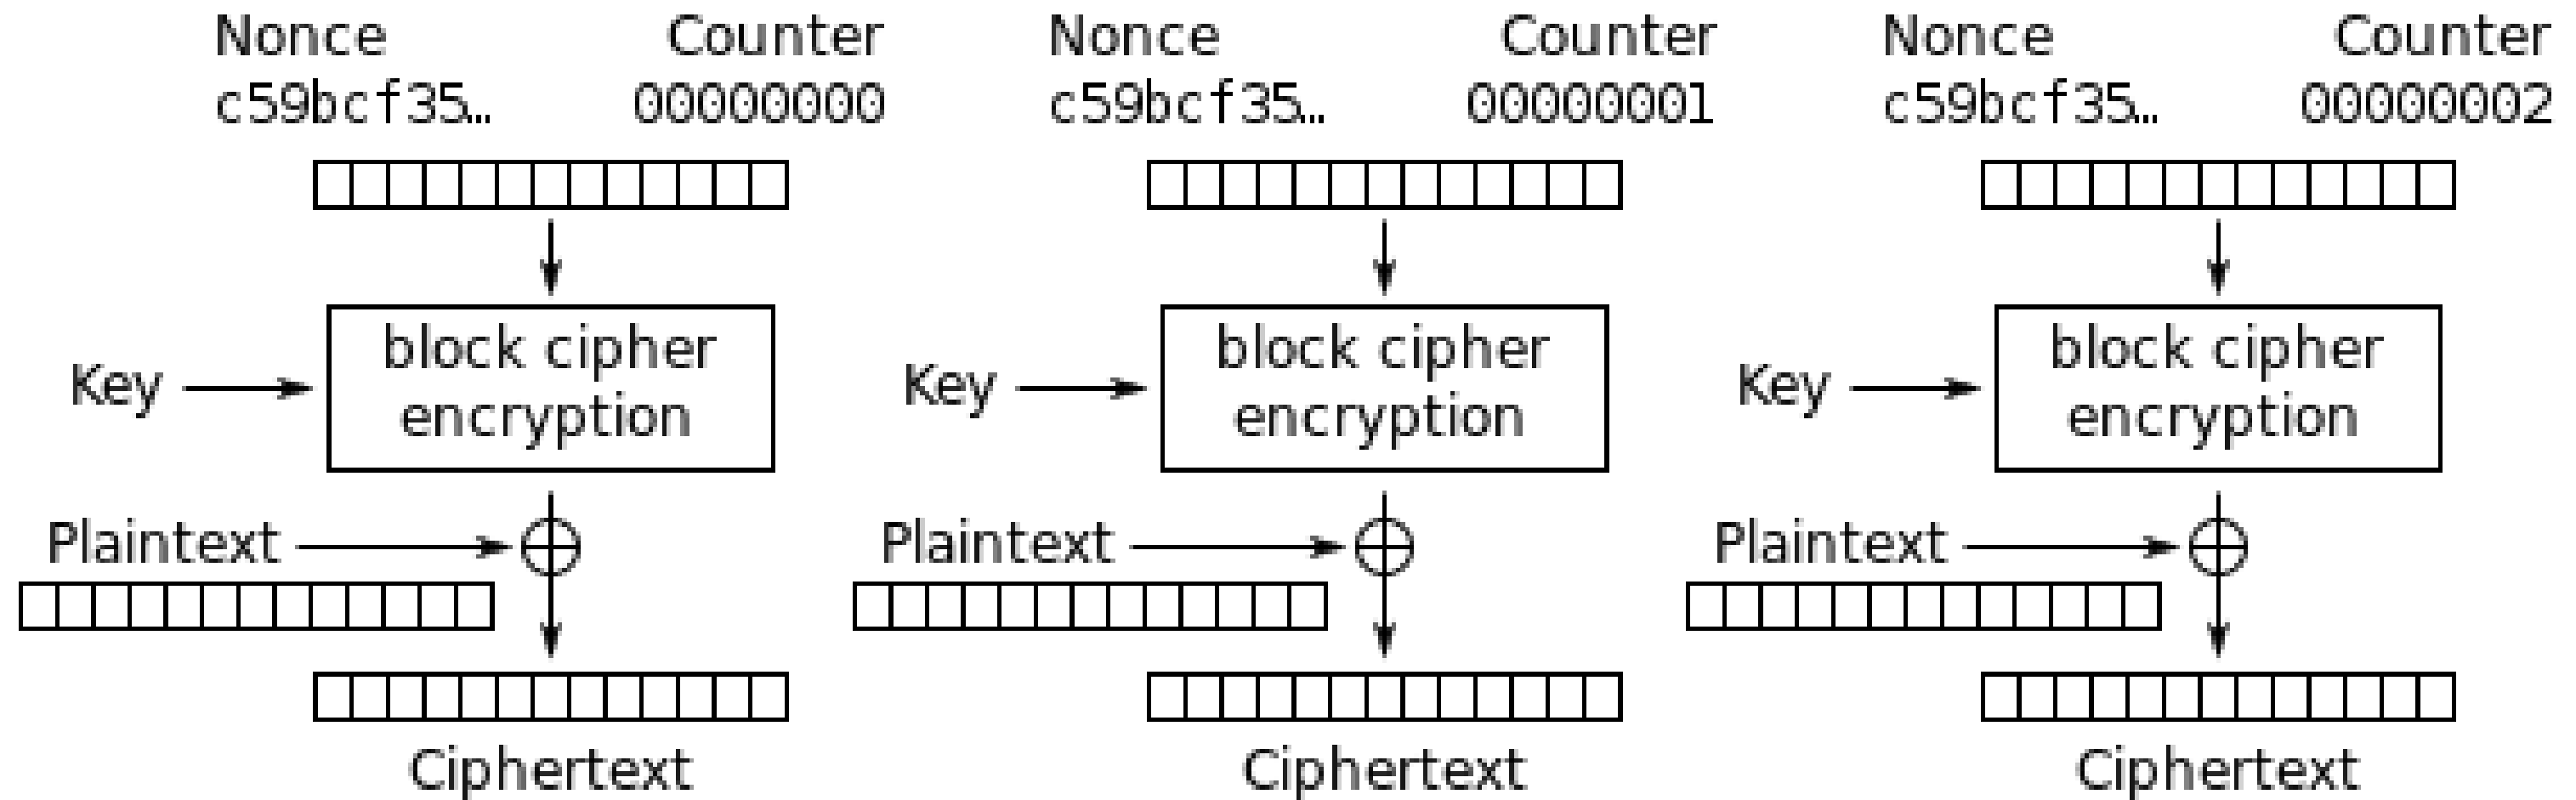 Nonce Counter Nonce Counter Nonce Counter
c59bcf35… 00000000 c59bcf35… 00000001 c59bcf35… 00000002
block cipher block cipher block cipher
Key Key Key
encryption encryption encryption
Plaintext Plaintext Plaintext
Ciphertext Ciphertext Ciphertext